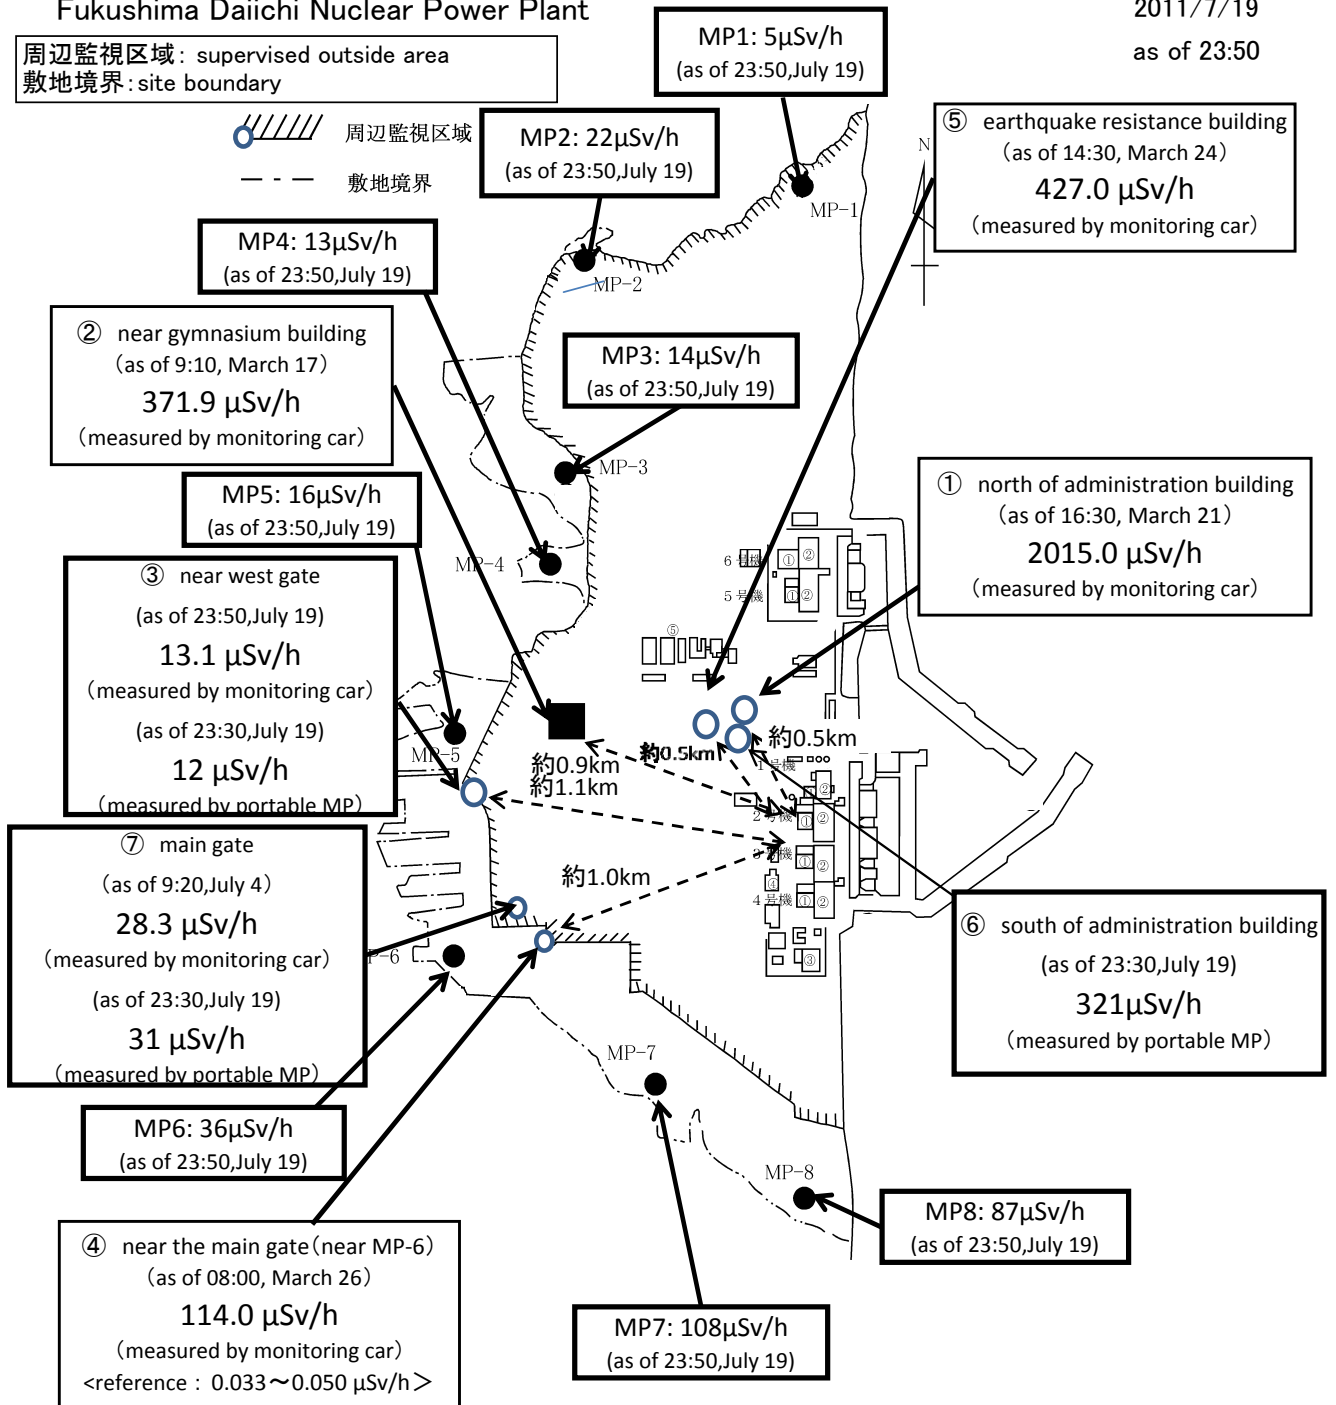 Fukushima Daiichi Nuclear Power Plant
2011/7/19
as of 23:50
周辺監視区域: supervised outside area
敷地境界:site boundary
周辺監視区域
敷地境界
MP1: 5μSv/h
(as of 23:50,July 19)
MP2: 22μSv/h
(as of 23:50,July 19)
⑤ earthquake resistance building
(as of 14:30, March 24)
427.0 μSv/h
(measured by monitoring car)
N
MP-1
MP4: 13μSv/h
(as of 23:50,July 19)
MP-2
② near gymnasium building
(as of 9:10, March 17)
371.9 μSv/h
(measured by monitoring car)
MP3: 14μSv/h
(as of 23:50,July 19)
MP-3
MP5: 16μSv/h
(as of 23:50,July 19)
① north of administration building
(as of 16:30, March 21)
2015.0 μSv/h
(measured by monitoring car)
MP-4
6号機
① ②
5号機
① ②
⑤
③ near west gate
(as of 23:50,July 19)
13.1 μSv/h
(measured by monitoring car)
(as of 23:30,July 19)
12 μSv/h
(measured by portable MP)
MP-5
約0.9km
約1.1km
約0.5km
約0.5km
1号機
②
2号機
① ②
3号機
① ②
④
4号機
① ②
③
約1.0km
⑦ main gate
(as of 9:20,July 4)
28.3 μSv/h
(measured by monitoring car)
(as of 23:30,July 19)
31 μSv/h
(measured by portable MP)
P-6
⑥ south of administration building
(as of 23:30,July 19)
321μSv/h
(measured by portable MP)
MP-7
MP6: 36μSv/h
(as of 23:50,July 19)
MP-8
MP8: 87μSv/h
(as of 23:50,July 19)
④ near the main gate(near MP-6)
(as of 08:00, March 26)
114.0 μSv/h
(measured by monitoring car)
<reference : 0.033～0.050 μSv/h＞
MP7: 108μSv/h
(as of 23:50,July 19)